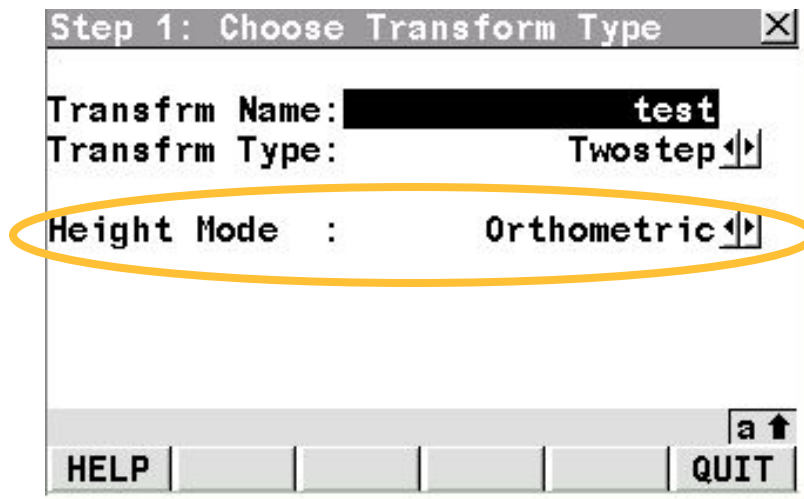 Step 1: Choose Transform Type
Transfrm Name: test
Transfrm Type: Twostep
Height Mode : Orthometric
a
HELP QUIT